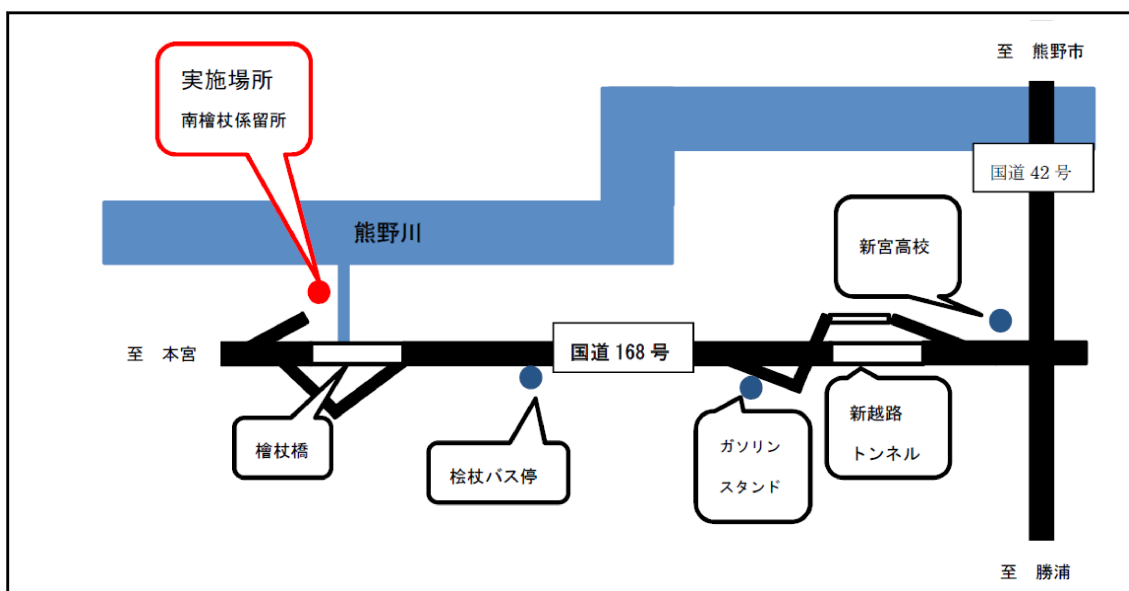 至　熊野市
実施場所
南檜杖係留所
国道 42 号
熊野川
新宮高校
至　本宮
国道 168 号
檜杖橋
桧杖バス停
ガソリン
スタンド
新越路
トンネル
至　勝浦